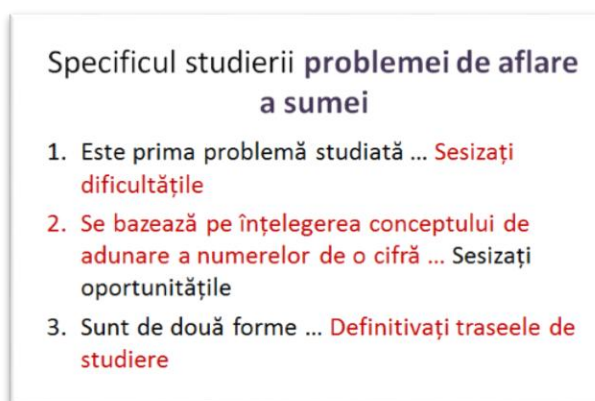 Specificul studierii problemei de aflare
a sumei
1. Este prima problemă studiată ... Sesizați
dificultățile
2. Se bazează pe înțelegerea conceptului de
adunare a numerelor de o cifră ... Sesizați
oportunitățile
3. Sunt de două forme ... Definitivați traseele de
studiere